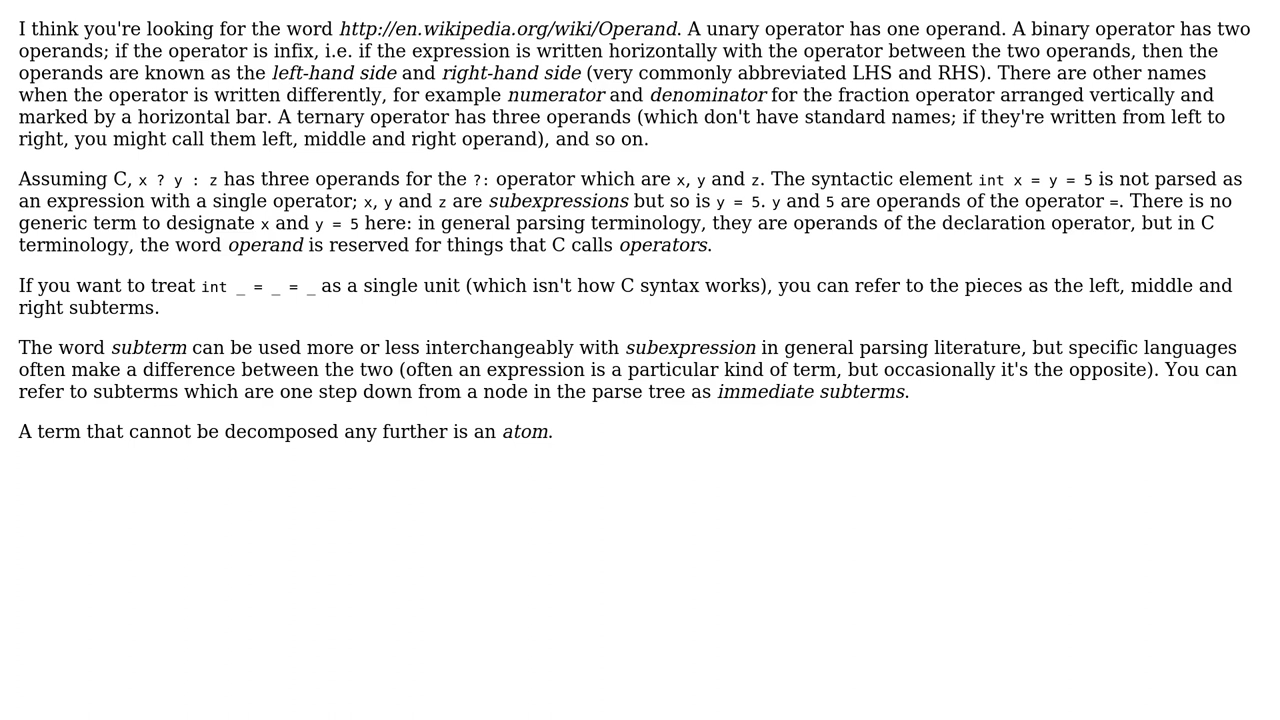 I think you're looking for the word http://en.wikipedia.org/wiki/Operand. A unary operator has one operand. A binary operator has two
operands; if the operator is infix, i.e. if the expression is written horizontally with the operator between the two operands, then the
operands are known as the left-hand side and right-hand side (very commonly abbreviated LHS and RHS). There are other names
when the operator is written differently, for example numerator and denominator for the fraction operator arranged vertically and
marked by a horizontal bar. A ternary operator has three operands (which don't have standard names; if they're written from left to
right, you might call them left, middle and right operand), and so on.
Assuming C, x ? y : z has three operands for the ?: operator which are x, y and z. The syntactic element int x = y = 5 is not parsed as
an expression with a single operator; x, y and z are subexpressions but so is y = 5. y and 5 are operands of the operator =. There is no
generic term to designate x and y = 5 here: in general parsing terminology, they are operands of the declaration operator, but in C
terminology, the word operand is reserved for things that C calls operators.
If you want to treat int _ = _ = _ as a single unit (which isn't how C syntax works), you can refer to the pieces as the left, middle and
right subterms.
The word subterm can be used more or less interchangeably with subexpression in general parsing literature, but specific languages
often make a difference between the two (often an expression is a particular kind of term, but occasionally it's the opposite). You can
refer to subterms which are one step down from a node in the parse tree as immediate subterms.
A term that cannot be decomposed any further is an atom.